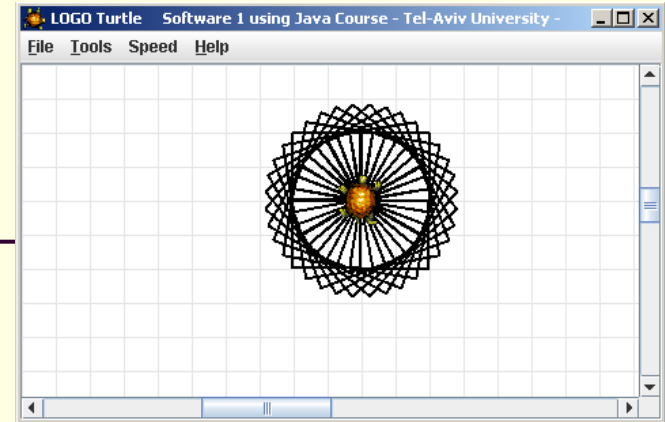 LOGO Turtle Software 1 using Java Course - Tel-Aviv University -
File Tools Speed Help